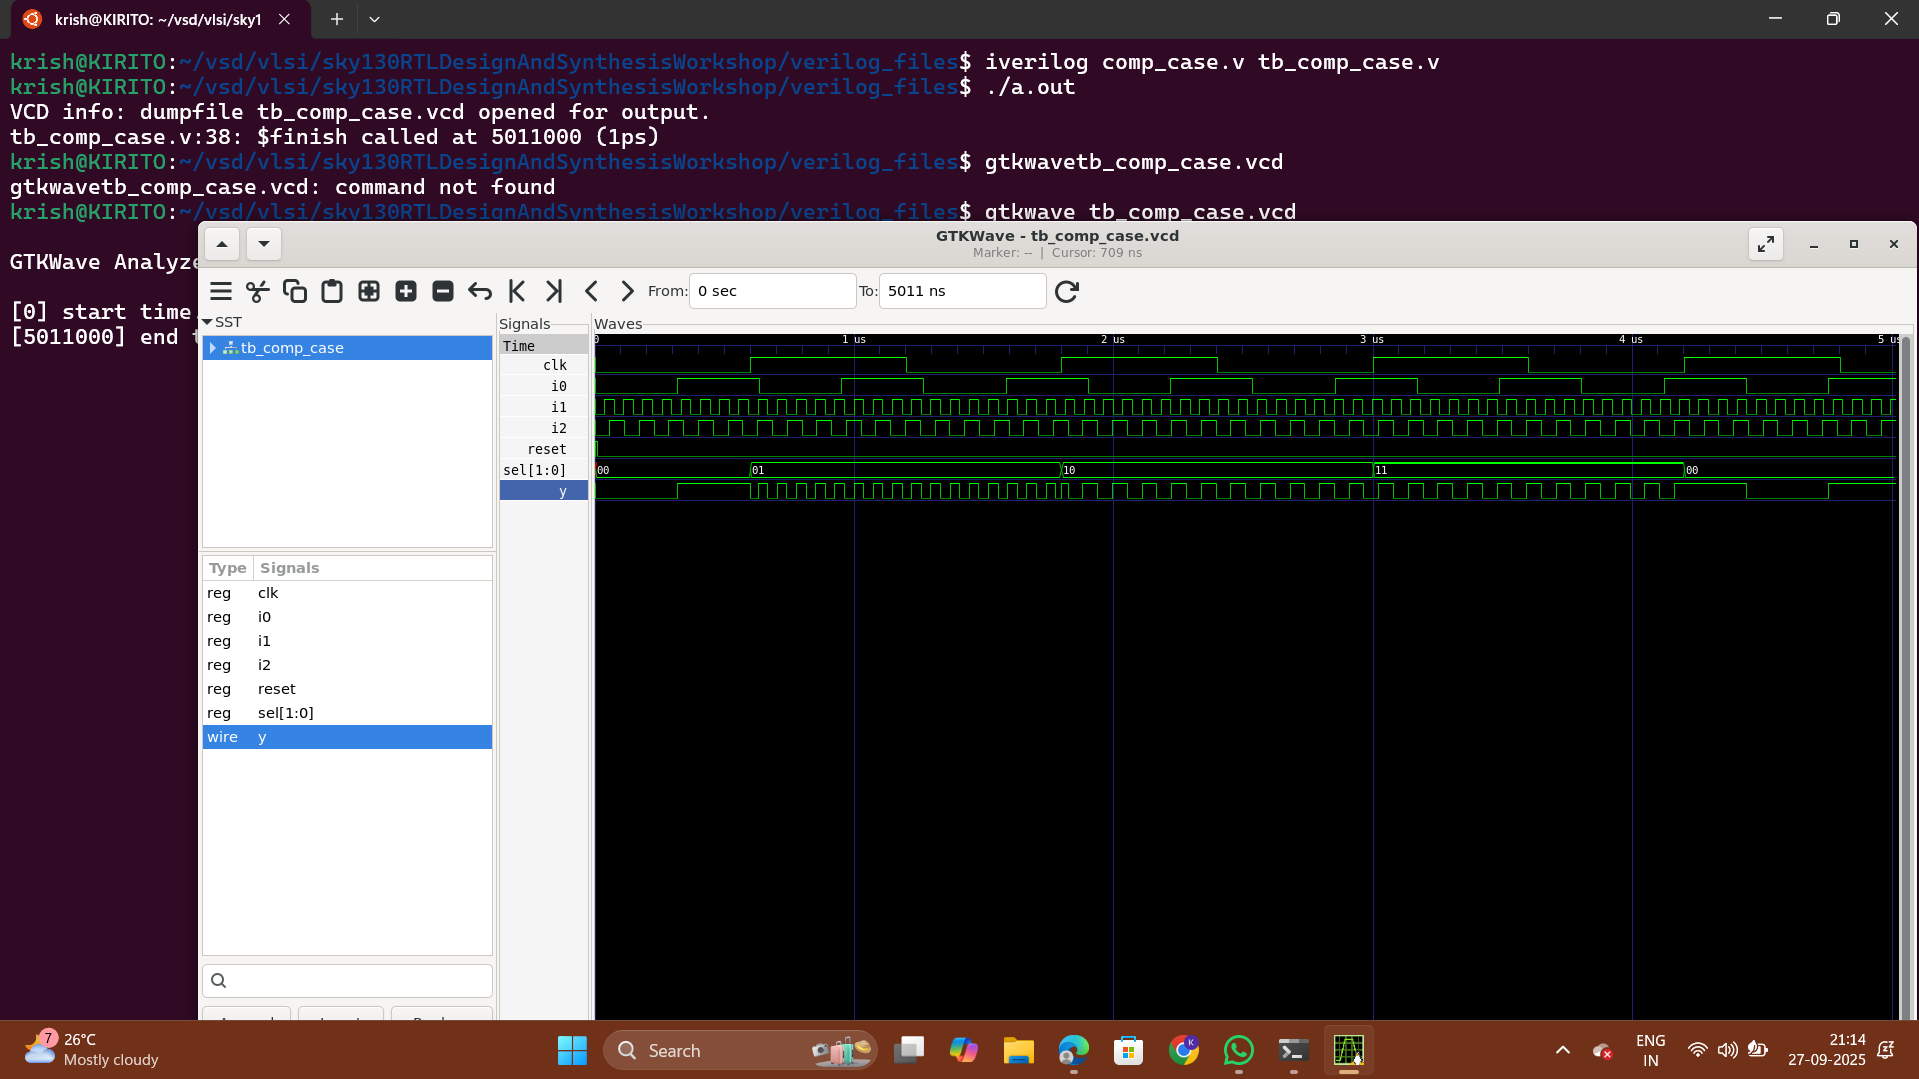 krish@KIRITO: ~/vsd/vlsi/sky1
krish@KIRITO:~/vsd/vlsi/sky130RTLDesignAndSynthesisWorkshop/verilog_files$ iverilog comp_case.v tb_comp_case.v
krish@KIRITO:~/vsd/vlsi/sky130RTLDesignAndSynthesisWorkshop/verilog_files$ ./a.out
VCD info: dumpfile tb_comp_case.vcd opened for output.
tb_comp_case.v:38: $finish called at 5011000 (1ps)
krish@KIRITO:~/vsd/vlsi/sky130RTLDesignAndSynthesisWorkshop/verilog_files$ gtkwavetb_comp_case.vcd
gtkwavetb_comp_case.vcd: command not found
krish@KIRITO:~/vsd/vlsi/sky130RTLDesignAndSynthesisWorkshop/verilog_files$ gtkwave tb_comp_case.vcd
GTKWave - tb_comp_case.vcd
Marker: -- | Cursor: 709 ns
GTKWave Analyze
[0] start time
[5011000] end
From: 0 sec To: 5011 ns
SST
tb_comp_case
Type Signals
reg clk
reg i0
reg i1
reg i2
reg reset
reg sel[1:0]
wire y
Signals
Time
clk
i0
i1
i2
reset
sel[1:0]
y
Waves
0 1 us 2 us 3 us 4 us 5 us
00 01 10 11 00
7
26°C
Mostly cloudy
Search
K
ENG
IN
21:14
27-09-2025